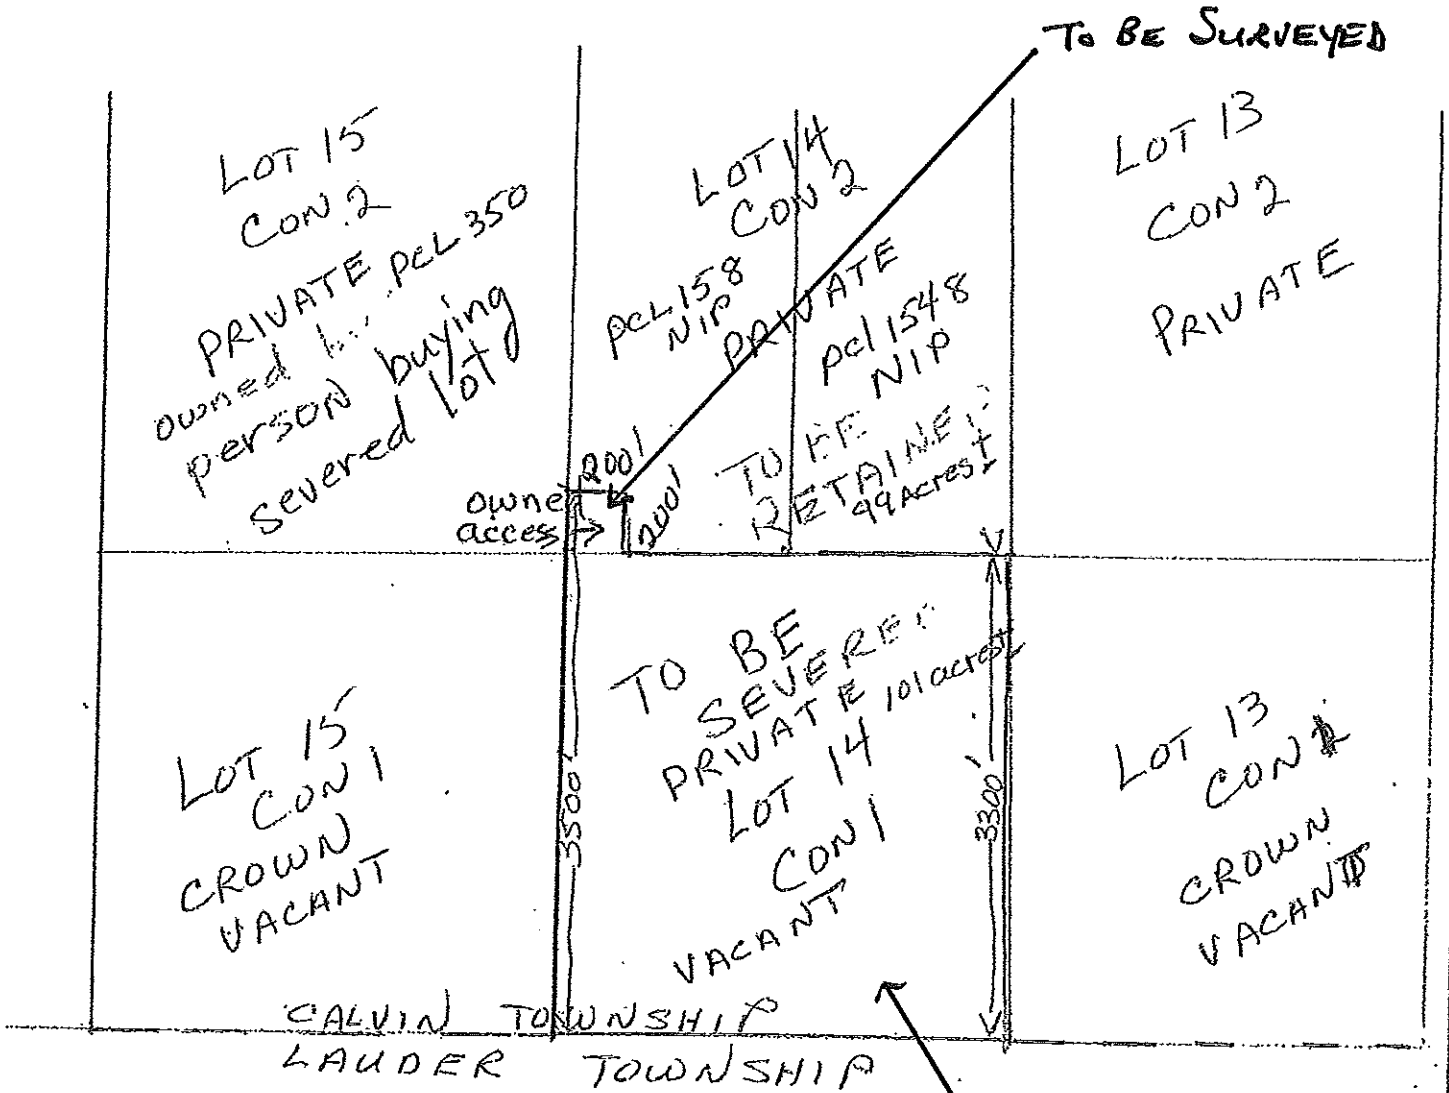 To BE SURVEYED
LOT 15
CON. 2
PRIVATE PCL 350
owned
person buying
severed lot
LOT 14
CON 2
PCL 158
NIP
PRIVATE
pcl 1548
NIP
TO BE
RETAINED
99 Acres±
LOT 13
CON 2
PRIVATE
200'
200'
owne
access
LOT 15
CON 1
CROWN
VACANT
3500'
TO BE
SEVERED
PRIVATE 101 acres±
LOT 14
CON 1
VACANT
3300'
LOT 13
CON 1
CROWN
VACANT
CALVIN TOWNSHIP
LAUDER TOWNSHIP